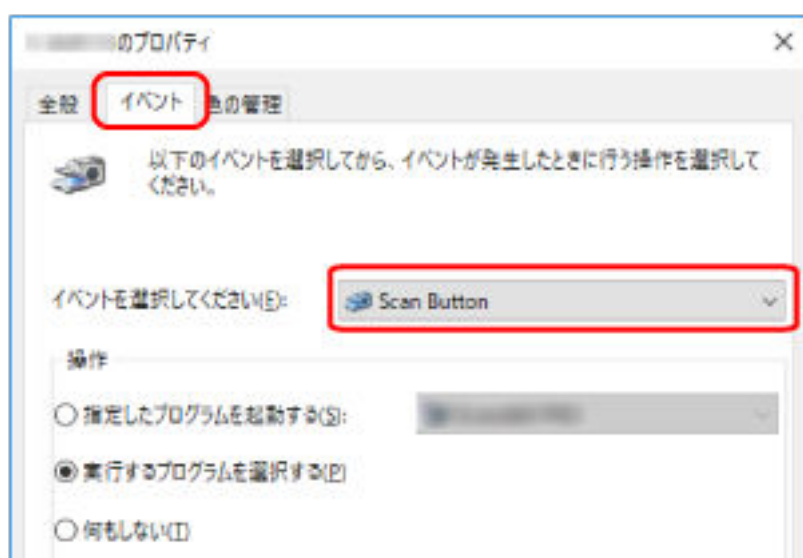 のプロパティ
全般 イベント 色の管理
以下のイベントを選択してから、イベントが発生したときに行う操作を選択して
ください。
イベントを選択してください(E): Scan Button
操作
指定したプログラムを起動する(S):
実行するプログラムを選択する(P)
何もしない(T)